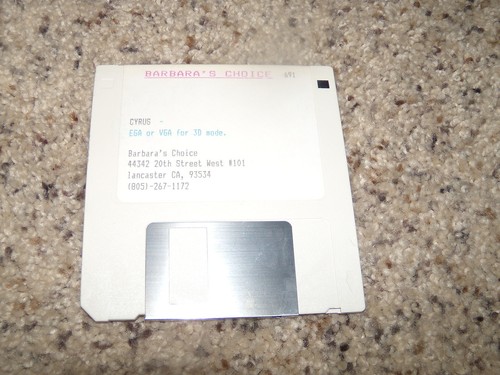 BARBARA'S CHOICE 691
CYRUS -
EGA or VGA for 3D mode.
Barbara's Choice
44342 20th Street West #101
lancaster CA, 93534
(805)-267-1172